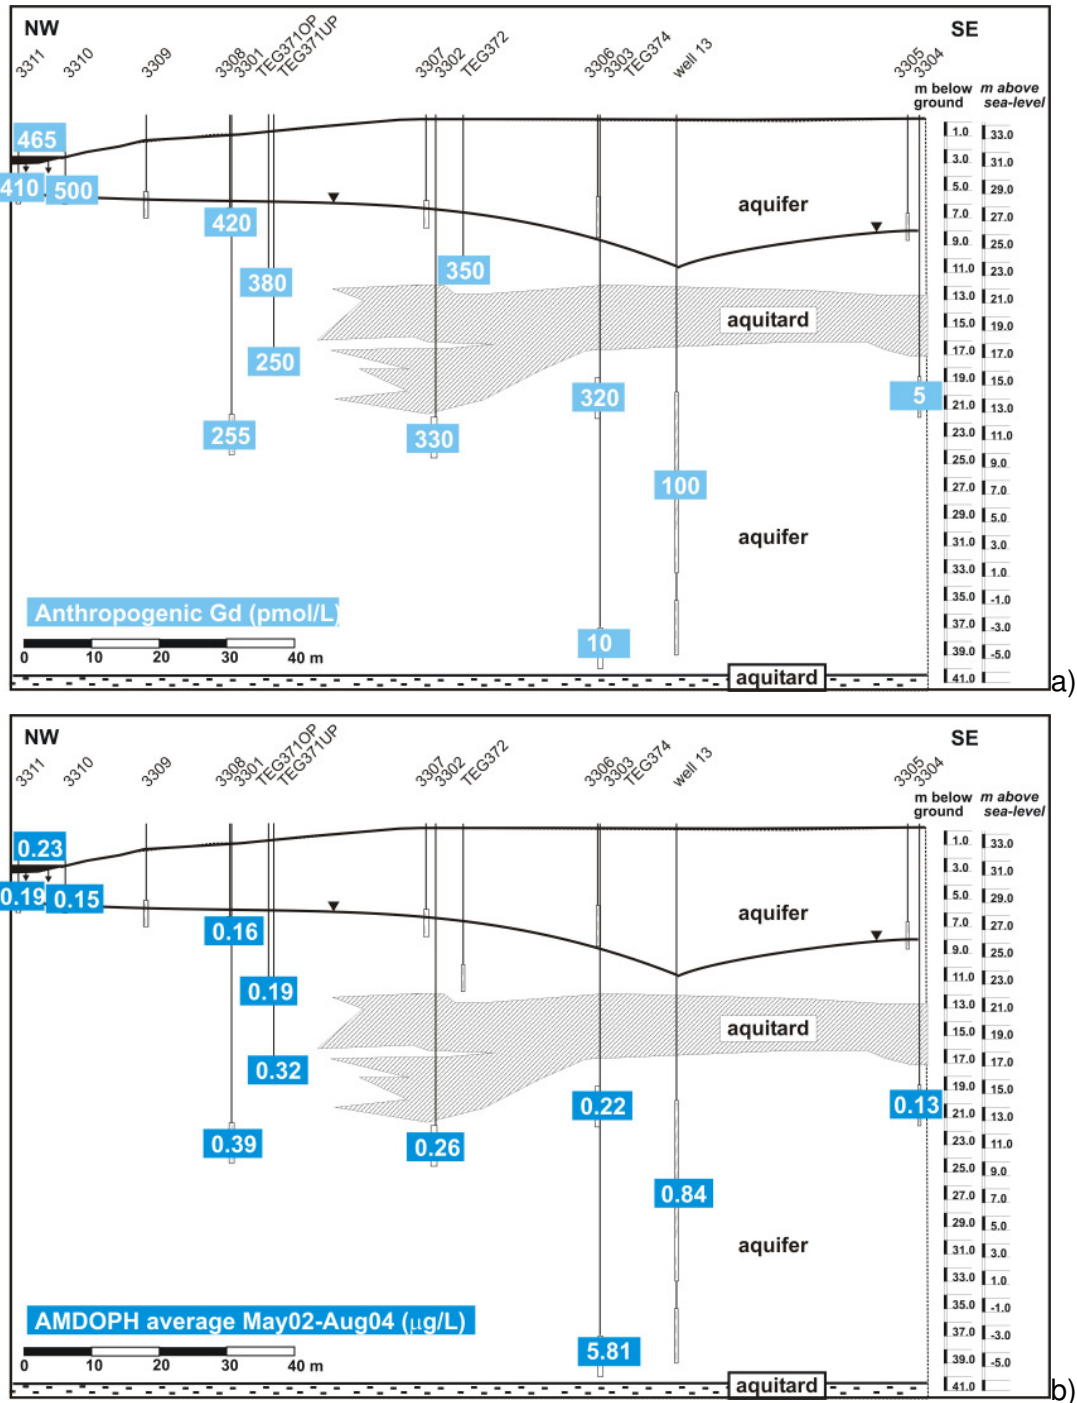 NW
SE
3311 3310 3309 3308 3301 TEG371OP TEG371UP 3307 3302 TEG372 3306 3303 TEG374 well 13 3305 3304
m below ground
m above sea-level
465
410
500
420
380
250
255
350
330
320
100
10
5
aquifer
aquitard
aquifer
aquitard
1.0 33.0
3.0 31.0
5.0 29.0
7.0 27.0
9.0 25.0
11.0 23.0
13.0 21.0
15.0 19.0
17.0 17.0
19.0 15.0
21.0 13.0
23.0 11.0
25.0 9.0
27.0 7.0
29.0 5.0
31.0 3.0
33.0 1.0
35.0 -1.0
37.0 -3.0
39.0 -5.0
41.0
Anthropogenic Gd (pmol/L)
0 10 20 30 40 m
a)
NW
SE
3311 3310 3309 3308 3301 TEG371OP TEG371UP 3307 3302 TEG372 3306 3303 TEG374 well 13 3305 3304
m below ground
m above sea-level
0.23
0.19
0.15
0.16
0.19
0.32
0.39
0.26
0.22
0.84
5.81
0.13
aquifer
aquitard
aquifer
aquitard
1.0 33.0
3.0 31.0
5.0 29.0
7.0 27.0
9.0 25.0
11.0 23.0
13.0 21.0
15.0 19.0
17.0 17.0
19.0 15.0
21.0 13.0
23.0 11.0
25.0 9.0
27.0 7.0
29.0 5.0
31.0 3.0
33.0 1.0
35.0 -1.0
37.0 -3.0
39.0 -5.0
41.0
AMDOPH average May02-Aug04 (µg/L)
0 10 20 30 40 m
b)